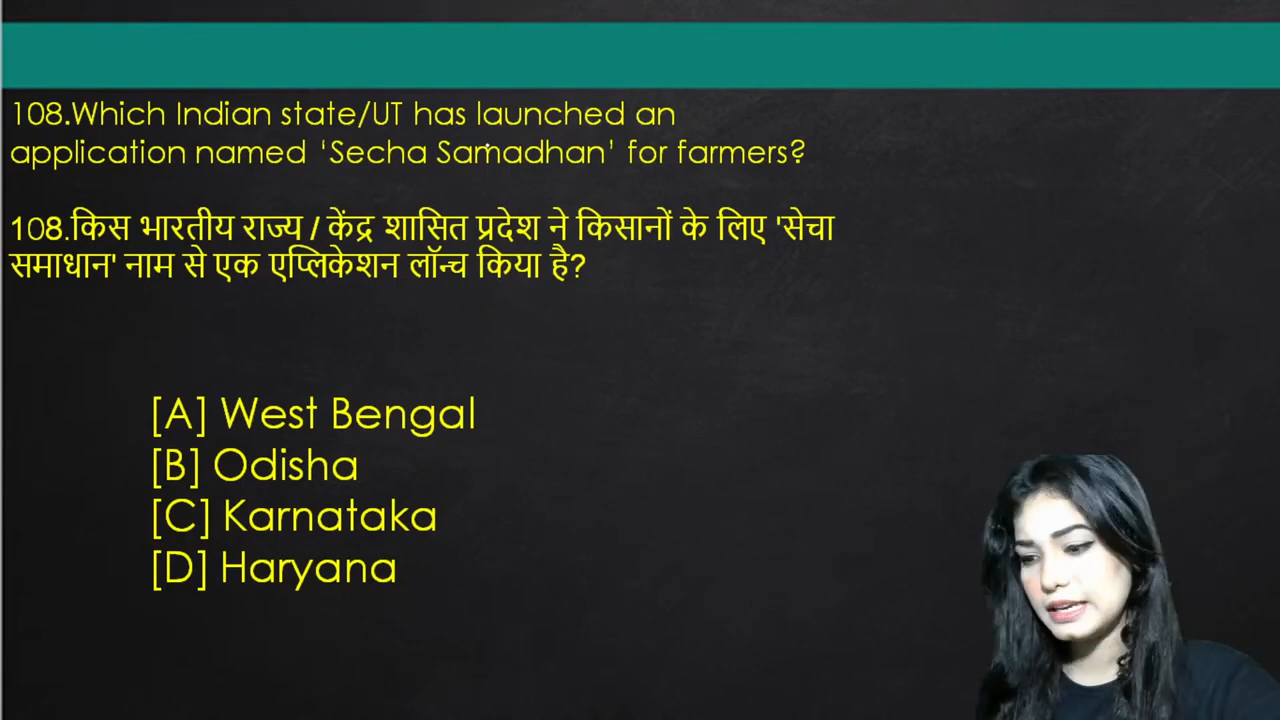 108.Which Indian state/UT has launched an
application named ‘Secha Samadhan’ for farmers?
108.किस भारतीय राज्य / केंद्र शासित प्रदेश ने किसानों के लिए 'सेचा
समाधान' नाम से एक एप्लिकेशन लॉन्च किया है?
[A] West Bengal
[B] Odisha
[C] Karnataka
[D] Haryana